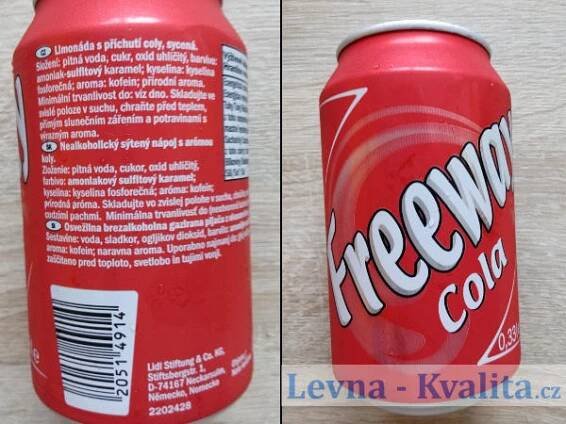 CZ Limonáda s příchutí coly, sycená.
Složení: pitná voda, cukr, oxid uhličitý, barvivo:
amoniak-sulfitový karamel; kyselina: kyselina
fosforečná; aroma: kofein; přírodní aroma.
Minimální trvanlivost do: viz dno. Skladujte ve
svislé poloze v suchu, chraňte před teplem,
přímým slunečním zářením a potravinami s
výrazným aroma.
SK Nealkoholický sýtený nápoj s arómou
koly.
Zloženie: pitná voda, cukor, oxid uhličitý,
farbivo: amoniakový sulfitový karamel;
kyselina: kyselina fosforečná; aróma: kofein;
prírodná aróma. Skladujte vo zvislej polohe v suchu,
cudzími pachmi. Minimálna trvanlivosť do
Osvežilna brezalkoholna gazirana pijača z
Sestavine: voda, sladkor, ogljikov dioksid, barvilo:
aroma: kofein; naravna aroma. Uporabno najmanj do:
zaščiteno pred toploto, svetlobo in tujimi vonji.
2051 4914
Lidl Stiftung & Co. KG,
Stiftsbergstr. 1,
D-74167 Neckarsulm,
Německo, Nemecko
2202428
Freeway
Cola
0,33
Levna - Kvalita.cz